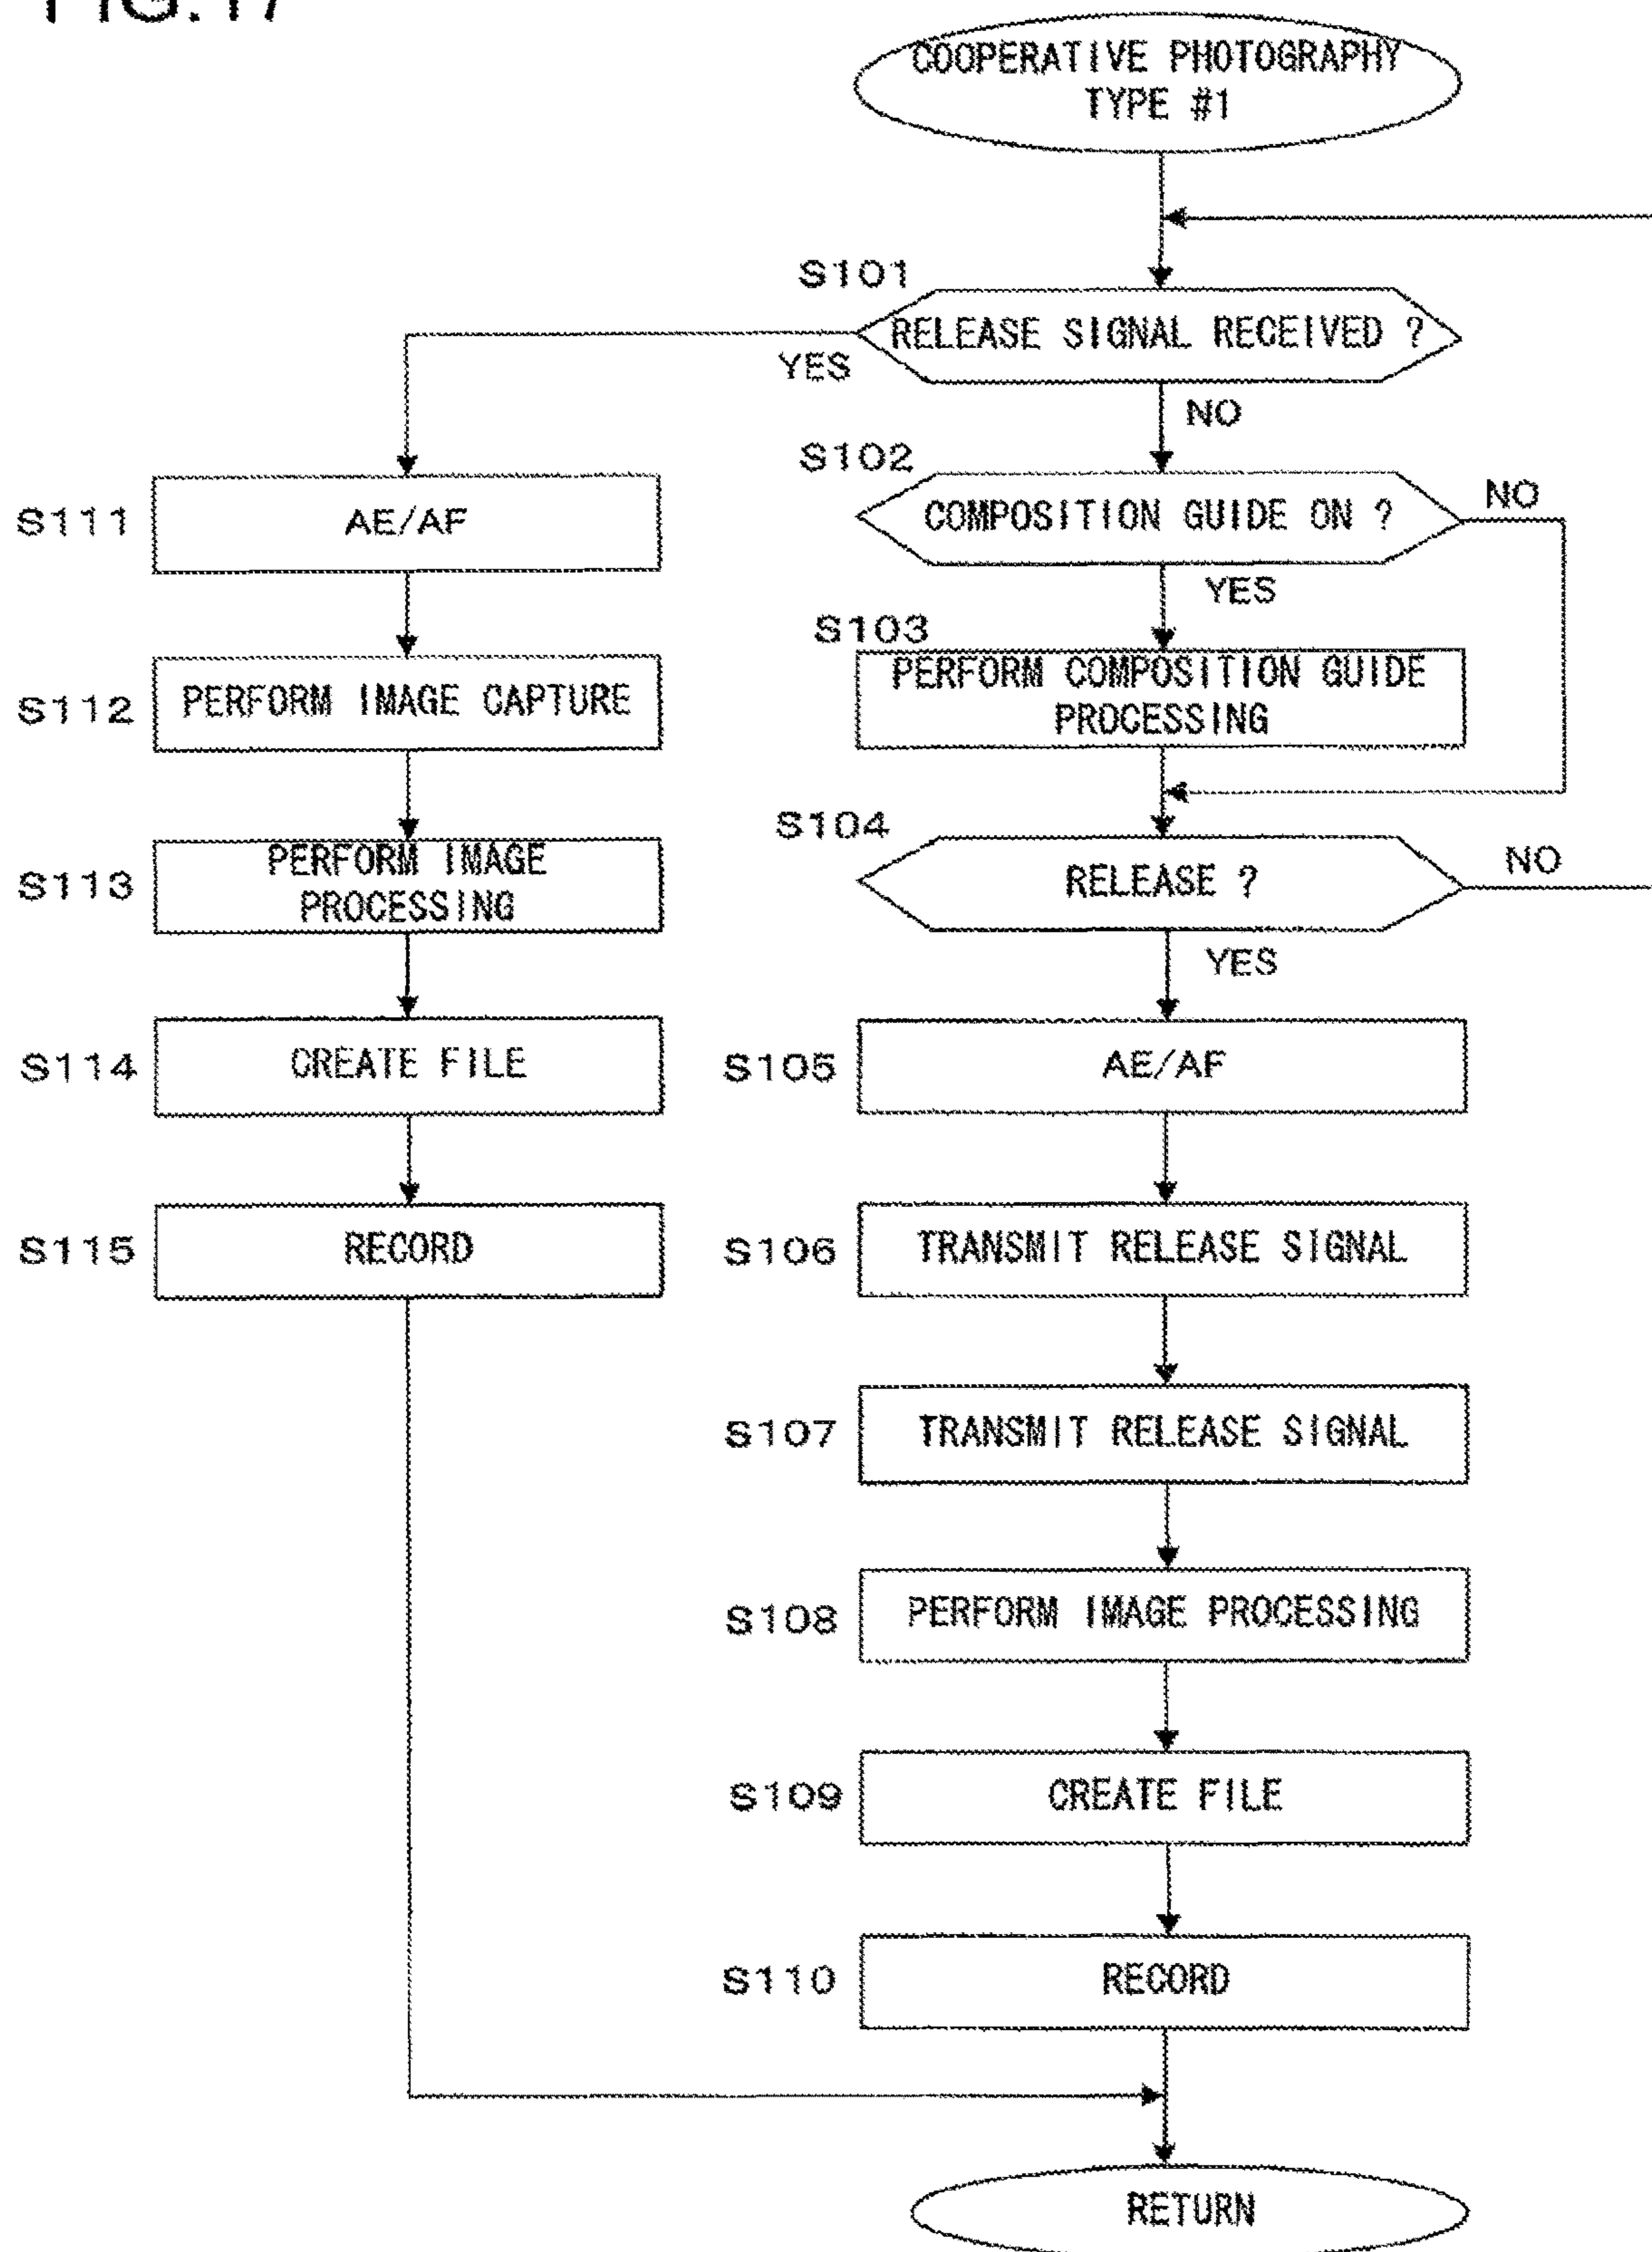 FIG.17
COOPERATIVE PHOTOGRAPHY
TYPE #1
S101
RELEASE SIGNAL RECEIVED ?
YES
NO
S102
COMPOSITION GUIDE ON ?
NO
YES
S103
PERFORM COMPOSITION GUIDE
PROCESSING
S104
RELEASE ?
NO
YES
S105
AE/AF
S106
TRANSMIT RELEASE SIGNAL
S107
TRANSMIT RELEASE SIGNAL
S108
PERFORM IMAGE PROCESSING
S109
CREATE FILE
S110
RECORD
S111
AE/AF
S112
PERFORM IMAGE CAPTURE
S113
PERFORM IMAGE
PROCESSING
S114
CREATE FILE
S115
RECORD
RETURN